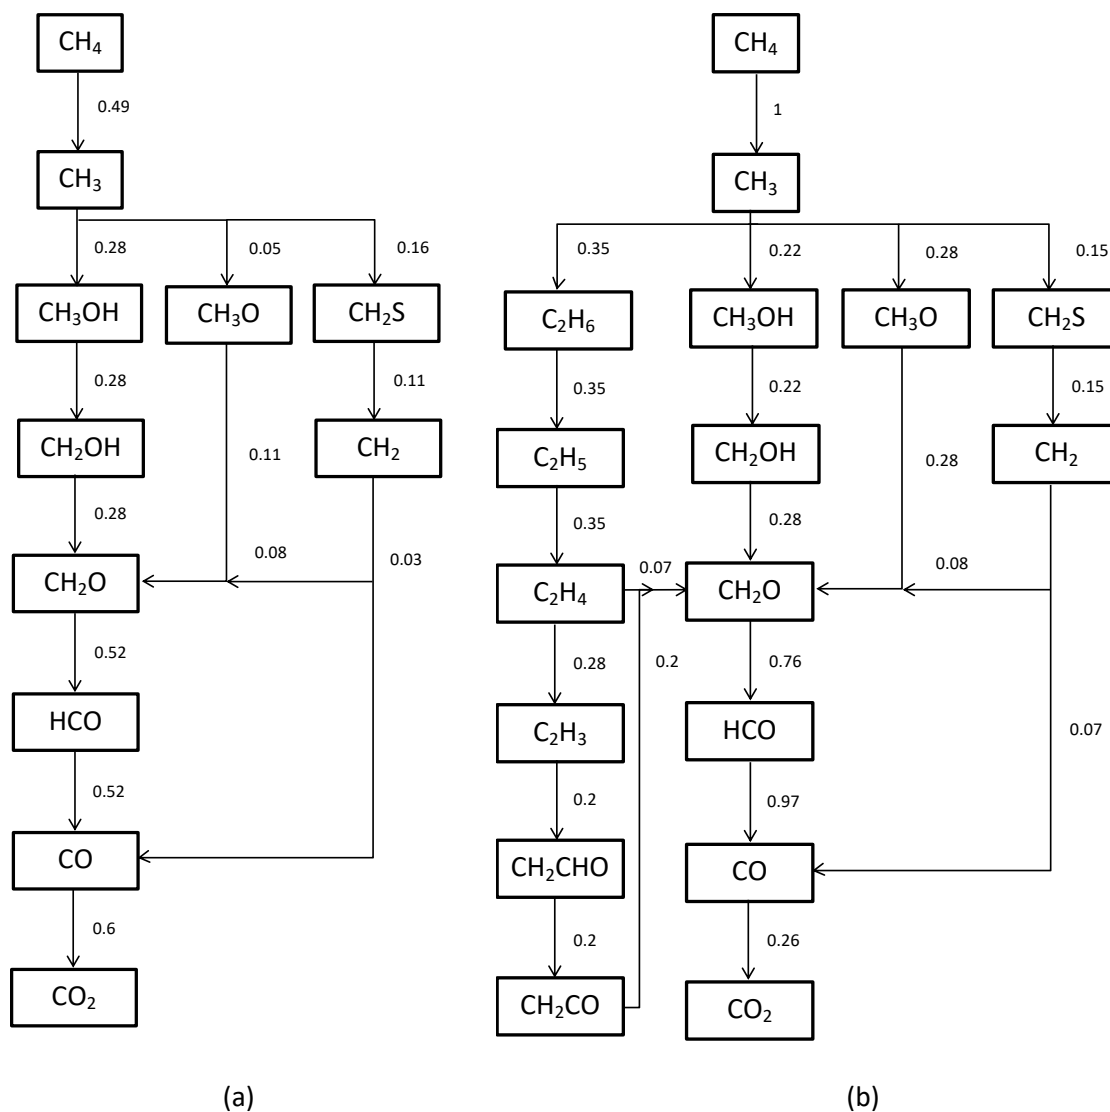 CH₄
0.49
CH₃
0.28
0.05
0.16
CH₃OH
CH₃O
CH₂S
0.28
0.11
CH₂OH
CH₂
0.28
0.11
CH₂O
0.08
0.03
0.52
HCO
0.52
CO
0.6
CO₂
(a)
CH₄
1
CH₃
0.35
0.22
0.28
0.15
C₂H₆
CH₃OH
CH₃O
CH₂S
0.35
0.22
0.15
C₂H₅
CH₂OH
CH₂
0.35
0.28
0.28
C₂H₄
0.07
CH₂O
0.08
0.28
0.2
0.76
C₂H₃
HCO
0.07
0.2
0.97
CH₂CHO
CO
0.2
0.26
CH₂CO
CO₂
(b)